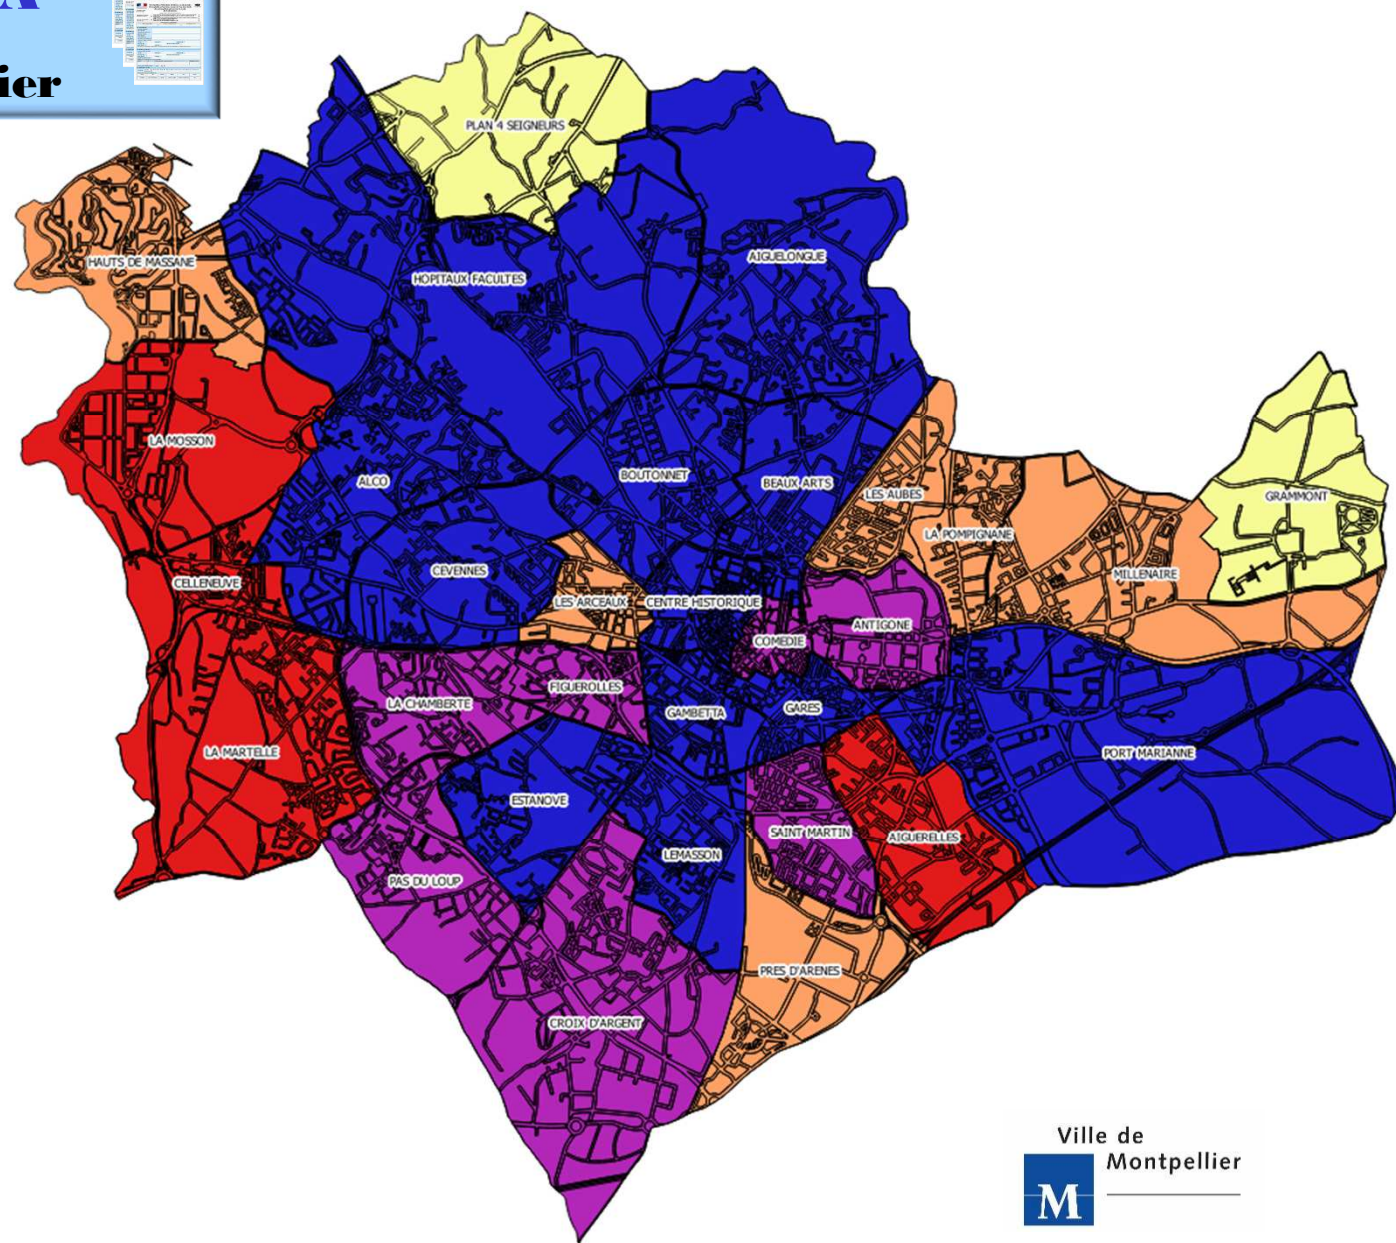 ier
PLAN 4 SEIGNEURS
AIGUELONGUE
HAUTS DE MASSANE
HOPITAUX FACULTES
LA MOSSON
ALCO
BOUTONNET
BEAUX ARTS
LES AUBES
GRAMMONT
LA POMPIGNANE
CEVENNES
MILLENAIRE
CELLENEUVE
LES ARCEAUX
CENTRE HISTORIQUE
ANTIGONE
COMEDIE
FIGUEROLLES
LA CHAMBERTE
GAMBETTA
GARES
LA MARTELLE
PORT MARIANNE
ESTANOVE
SAINT MARTIN
AIGUERELLES
LEMASSON
PAS DU LOUP
PRES D'ARENES
CROIX D'ARGENT
Ville de
Montpellier
M